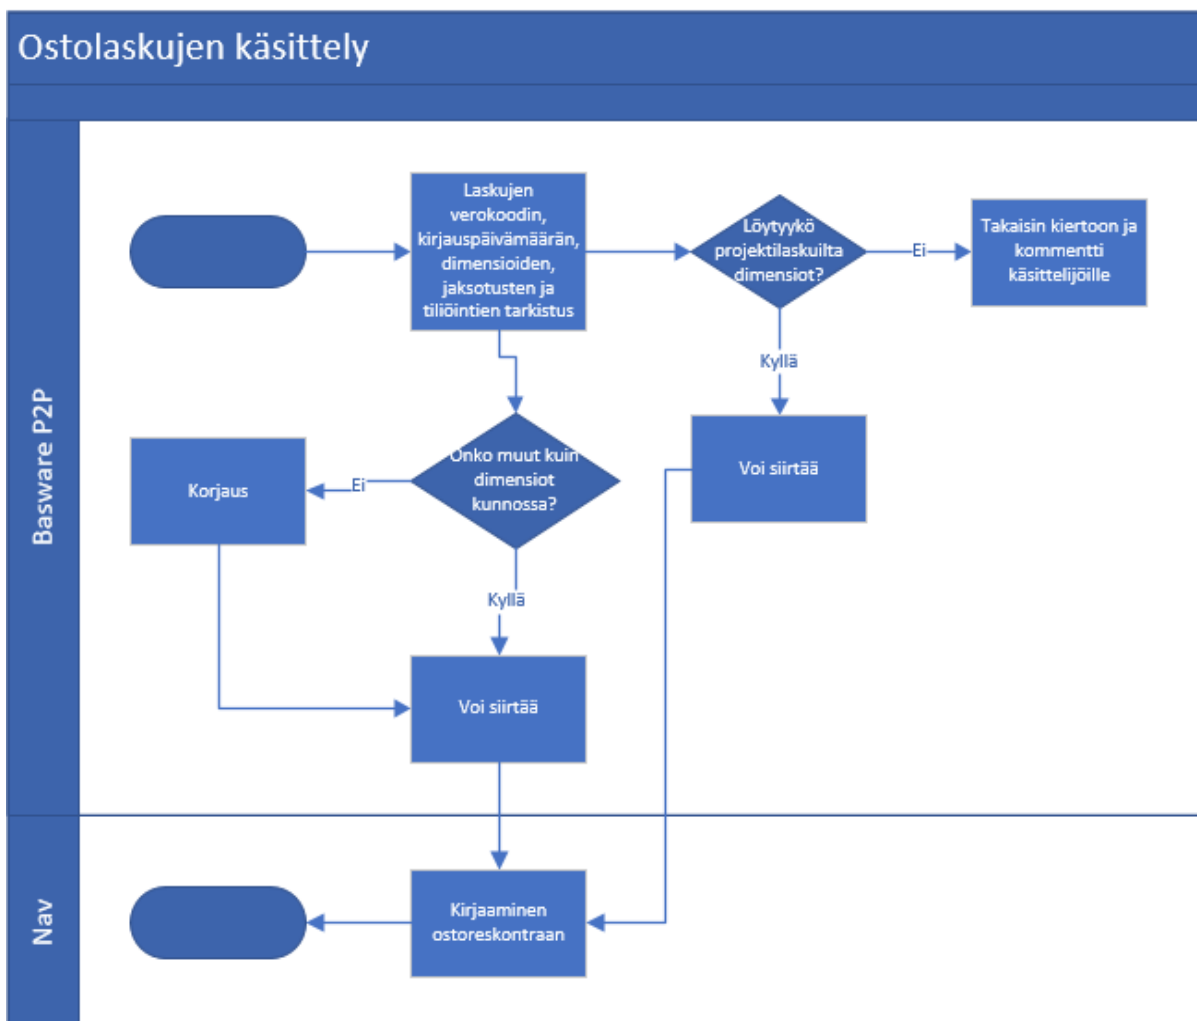 Ostolaskujen käsittely
Basware P2P
Laskujen
verokoodin,
kirjauspäivämäärän,
dimensioiden,
jaksotusten ja
tiliöintien tarkistus
Löytyykö
projektilaskuilta
dimensiot?
Ei
Takaisin kiertoon ja
kommentti
käsittelijöille
Kyllä
Voi siirtää
Onko muut kuin
dimensiot
kunnossa?
Ei
Korjaus
Kyllä
Voi siirtää
Nav
Kirjaaminen
ostoreskontraan